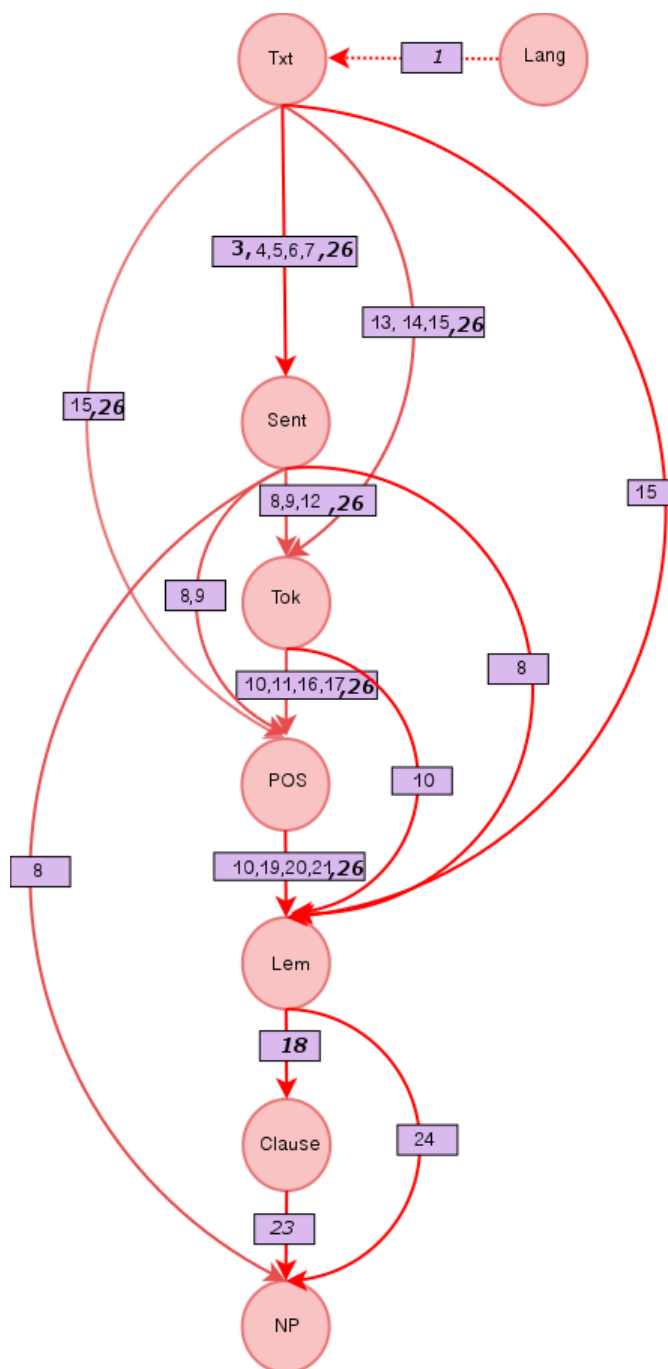 Txt
1
Lang
3, 4,5,6,7,26
13, 14,15,26
15,26
Sent
15
8,9,12 ,26
8,9
Tok
8
10,11,16,17,26
POS
10
10,19,20,21,26
8
Lem
18
Clause
24
23
NP